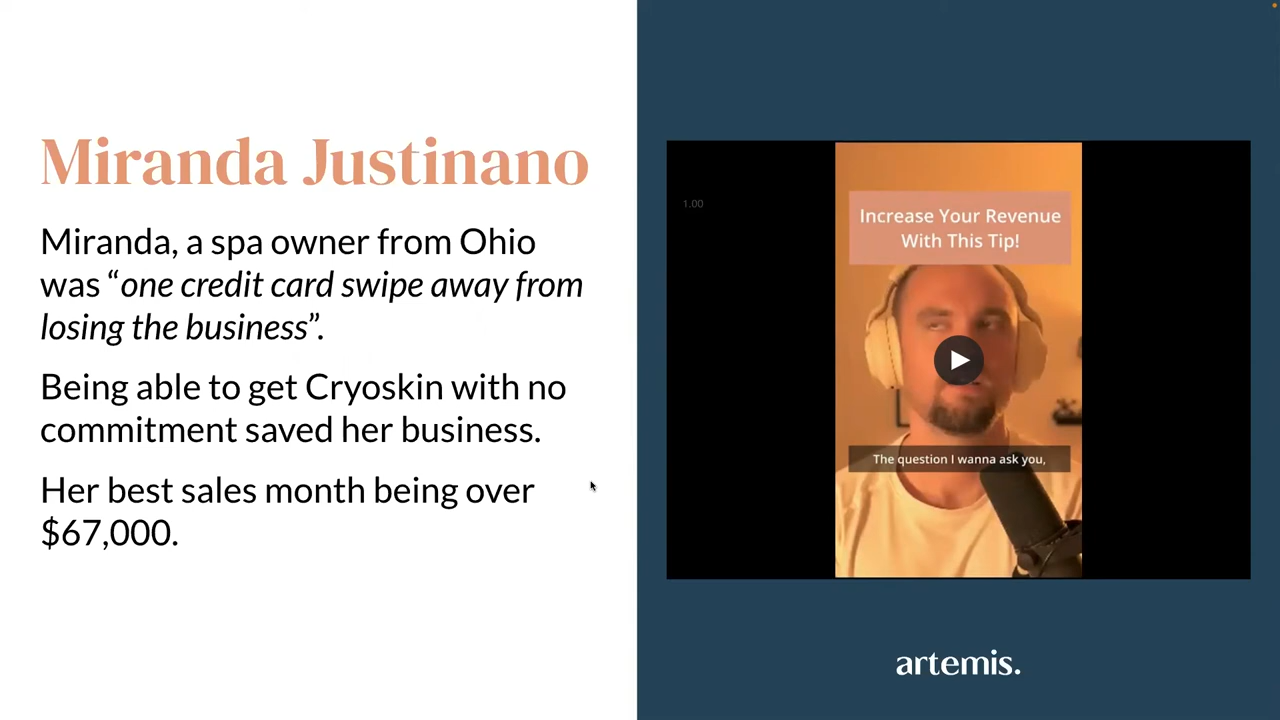 Miranda Justinano
Miranda, a spa owner from Ohio
was “one credit card swipe away from
losing the business”.
Being able to get Cryoskin with no
commitment saved her business.
Her best sales month being over
$67,000.
1.00
Increase Your Revenue
With This Tip!
The question I wanna ask you,
artemis.